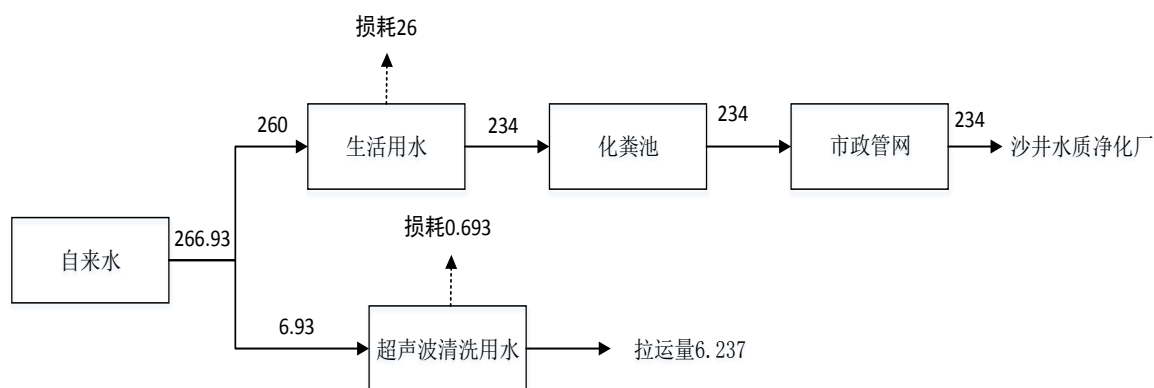 损耗26
260
生活用水
234
化粪池
234
市政管网
234
沙井水质净化厂
自来水
266.93
损耗0.693
6.93
超声波清洗用水
拉运量6.237